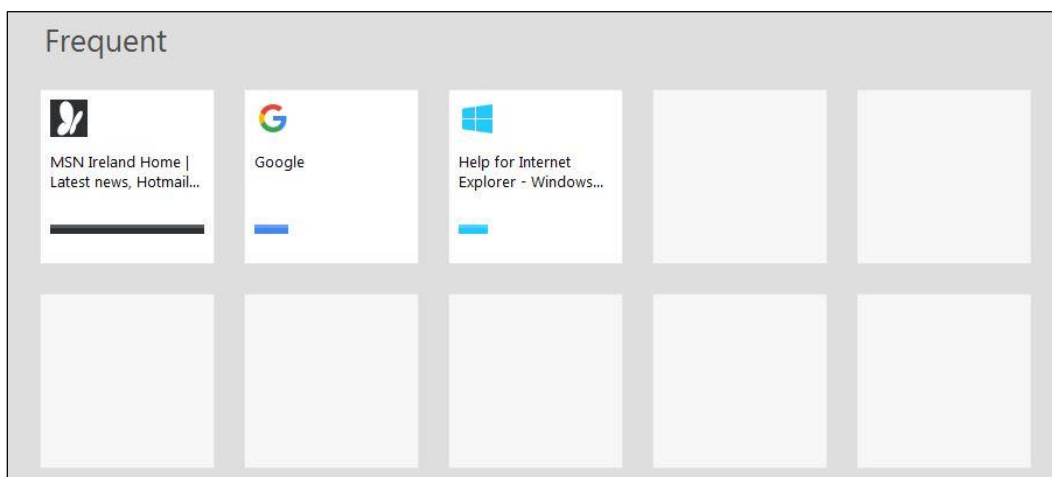 Frequent
MSN Ireland Home |
Latest news, Hotmail...
Google
Help for Internet
Explorer - Windows...